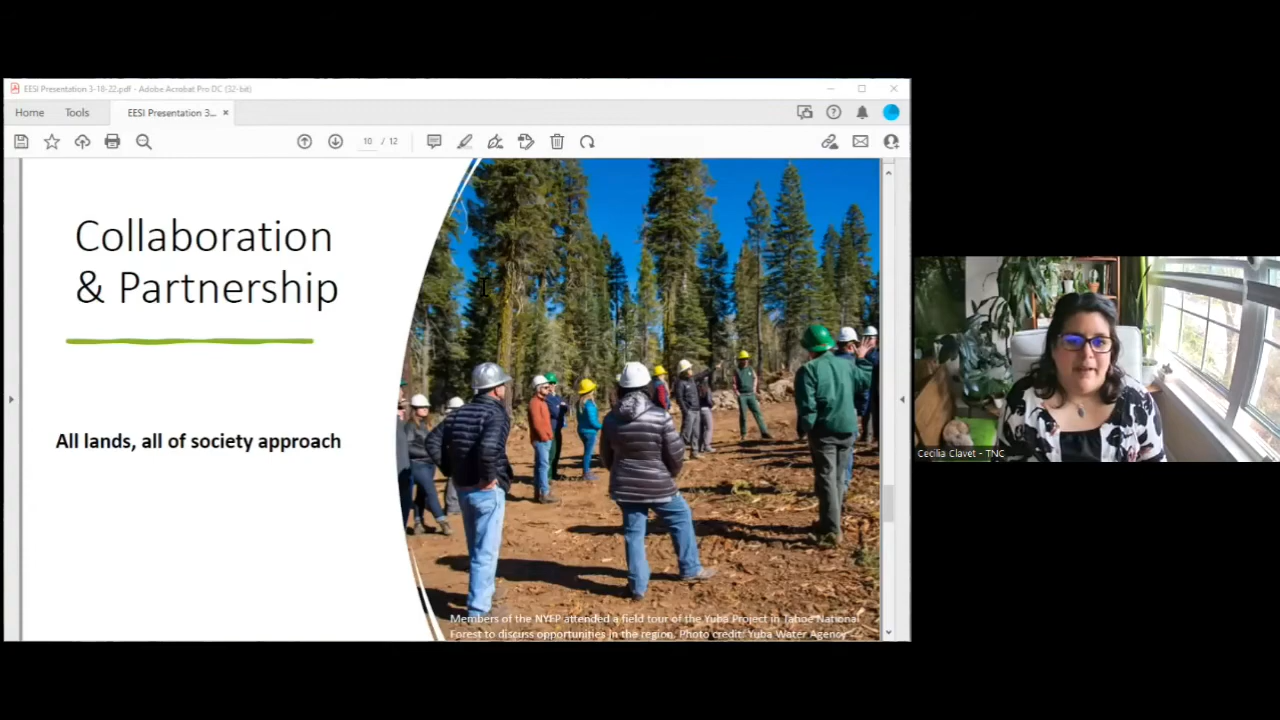 EESI Presentation 3-18-22.pdf - Adobe Acrobat Pro DC (32-bit)
Home
Tools
EESI Presentation 3...
10 / 12
Collaboration
& Partnership
All lands, all of society approach
Members of the NYFP attended a field tour of the Yuba Project in Tahoe National
Forest to discuss opportunities in the region. Photo credit: Yuba Water Agency
Cecilia Clavet - TNC